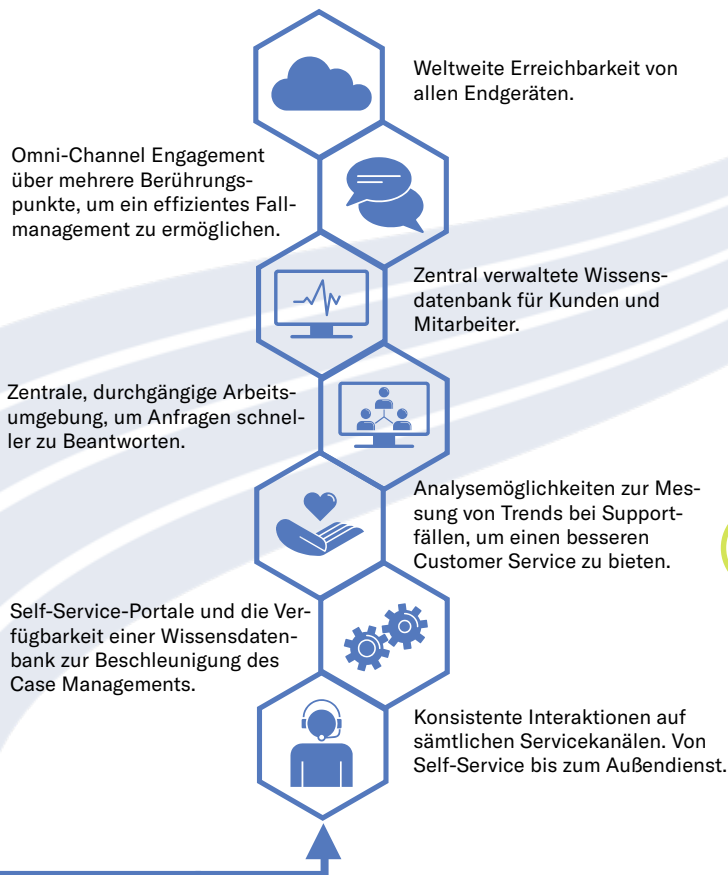 Weltweite Erreichbarkeit von
allen Endgeräten.
Omni-Channel Engagement
über mehrere Berührungs-
punkte, um ein effizientes Fall-
management zu ermöglichen.
Zentral verwaltete Wissens-
datenbank für Kunden und
Mitarbeiter.
Zentrale, durchgängige Arbeits-
umgebung, um Anfragen schnel-
ler zu Beantworten.
Analysemöglichkeiten zur Mes-
sung von Trends bei Support-
fällen, um einen besseren
Customer Service zu bieten.
Self-Service-Portale und die Ver-
fügbarkeit einer Wissensdaten-
bank zur Beschleunigung des
Case Managements.
Konsistente Interaktionen auf
sämtlichen Servicekanälen. Von
Self-Service bis zum Außendienst.